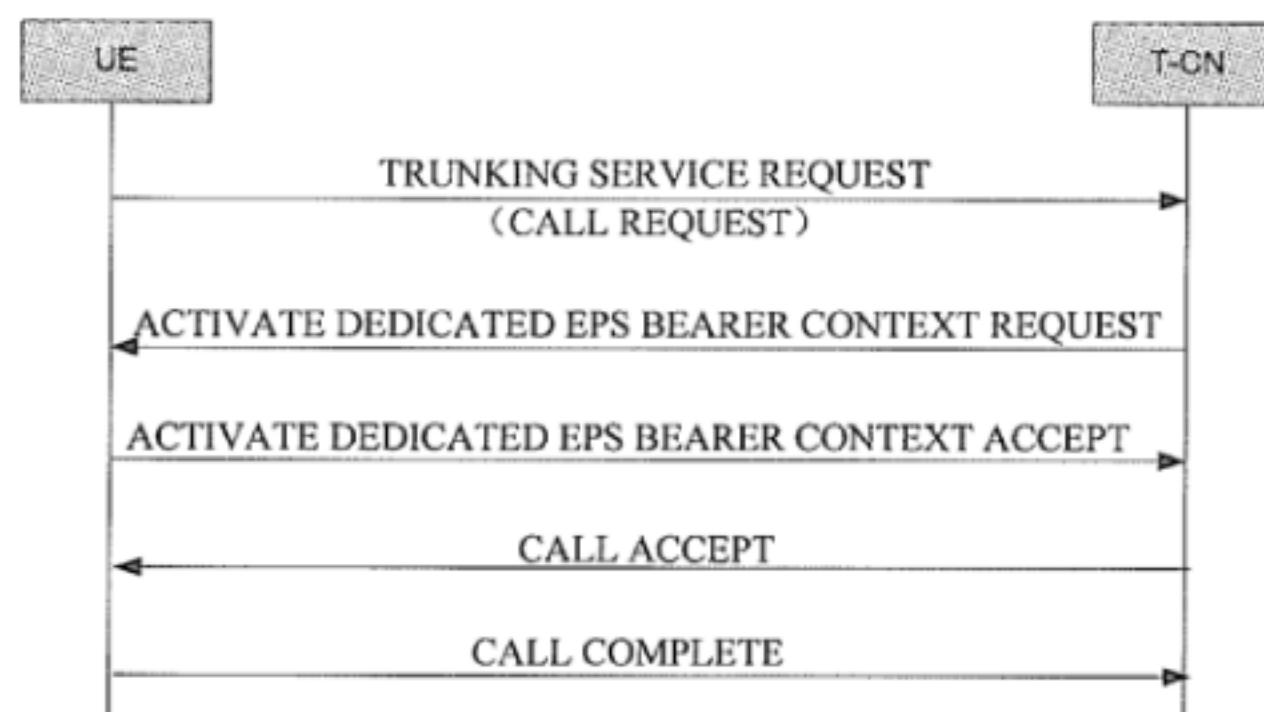 UE
T-CN
TRUNKING SERVICE REQUEST
（CALL REQUEST）
ACTIVATE DEDICATED EPS BEARER CONTEXT REQUEST
ACTIVATE DEDICATED EPS BEARER CONTEXT ACCEPT
CALL ACCEPT
CALL COMPLETE